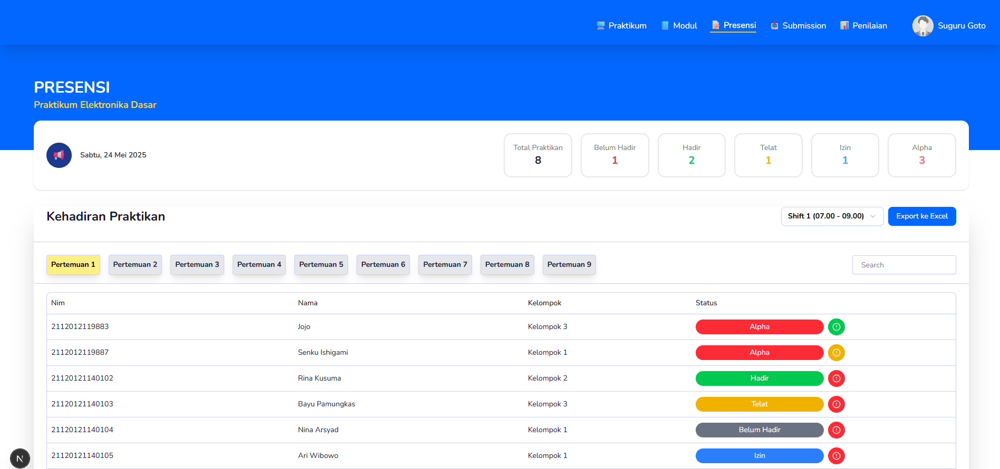 Praktikum Modul Presensi Submission Penilaian Suguru Goto
PRESENSI
Praktikum Elektronika Dasar
Sabtu, 24 Mei 2025
Total Praktikan Belum Hadir Hadir Telat Izin Alpha
8 1 2 1 1 3
Kehadiran Praktikan Shift 1 (07.00 - 09.00) Export ke Excel
Pertemuan 1 Pertemuan 2 Pertemuan 3 Pertemuan 4 Pertemuan 5 Pertemuan 6 Pertemuan 7 Pertemuan 8 Pertemuan 9 Search
Nim Nama Kelompok Status
2112012119883 Jojo Kelompok 3 Alpha
2112012119887 Senku Ishigami Kelompok 1 Alpha
21120121140102 Rina Kusuma Kelompok 2 Hadir
21120121140103 Bayu Pamungkas Kelompok 3 Telat
21120121140104 Nina Arsyad Kelompok 1 Belum Hadir
21120121140105 Ari Wibowo Kelompok 1 Izin
N